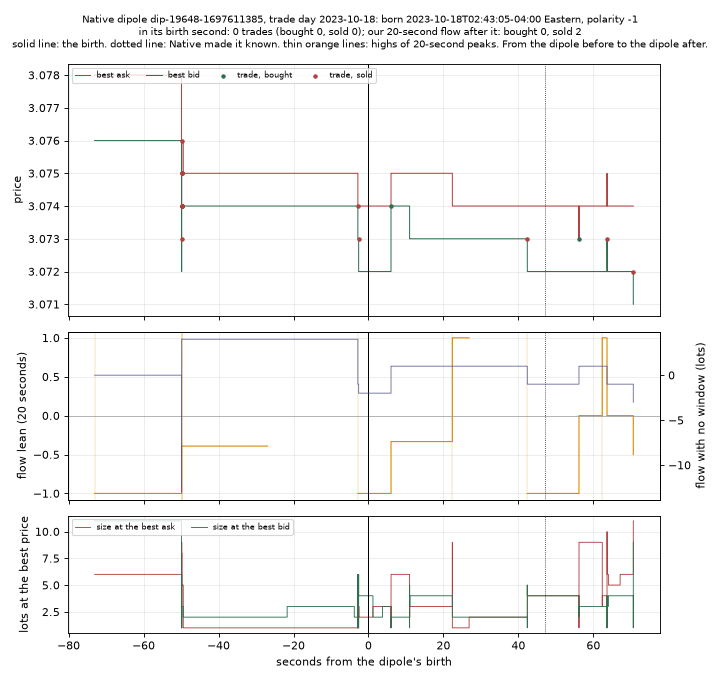 Native dipole dip-19648-1697611385, trade day 2023-10-18: born 2023-10-18T02:43:05-04:00 Eastern, polarity -1
in its birth second: 0 trades (bought 0, sold 0); our 20-second flow after it: bought 0, sold 2
solid line: the birth. dotted line: Native made it known. thin orange lines: highs of 20-second peaks. From the dipole before to the dipole after.
best ask
best bid
trade, bought
trade, sold
3.078
3.077
3.076
3.075
3.074
3.073
3.072
3.071
price
1.0
0.5
0.0
−0.5
−1.0
flow lean (20 seconds)
0
−5
−10
flow with no window (lots)
size at the best ask
size at the best bid
10.0
7.5
5.0
2.5
lots at the best price
−80
−60
−40
−20
0
20
40
60
seconds from the dipole's birth